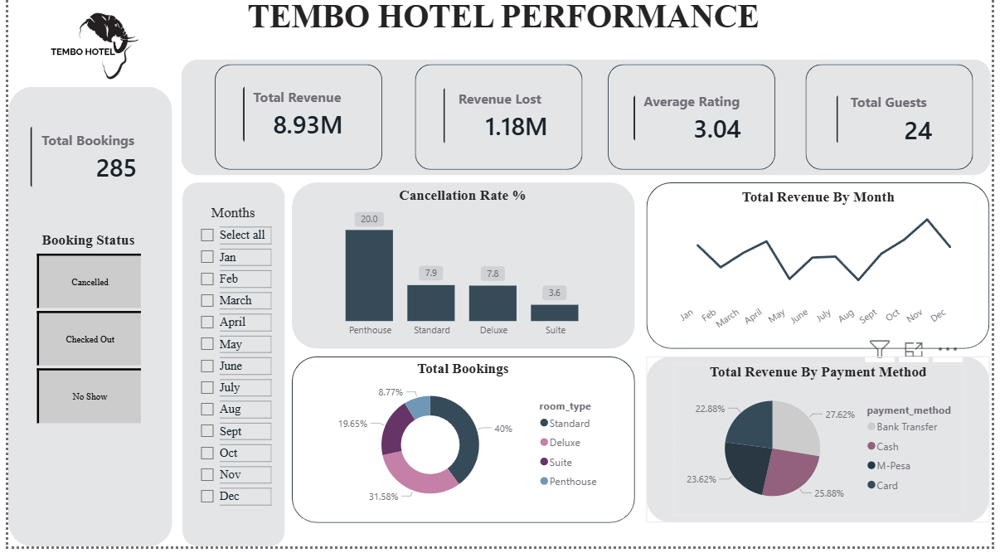 TEMBO HOTEL PERFORMANCE
TEMBO HOTEL
Total Bookings
285
Booking Status
Cancelled
Checked Out
No Show
Total Revenue
8.93M
Revenue Lost
1.18M
Average Rating
3.04
Total Guests
24
Months
Select all
Jan
Feb
March
April
May
June
July
Aug
Sept
Oct
Nov
Dec
Cancellation Rate %
20.0
7.9
7.8
3.6
Penthouse
Standard
Deluxe
Suite
Total Revenue By Month
Jan
Feb
March
April
May
June
July
Aug
Sept
Oct
Nov
Dec
Total Bookings
8.77%
19.65%
40%
31.58%
room_type
Standard
Deluxe
Suite
Penthouse
Total Revenue By Payment Method
22.88%
27.62%
23.62%
25.88%
payment_method
Bank Transfer
Cash
M-Pesa
Card